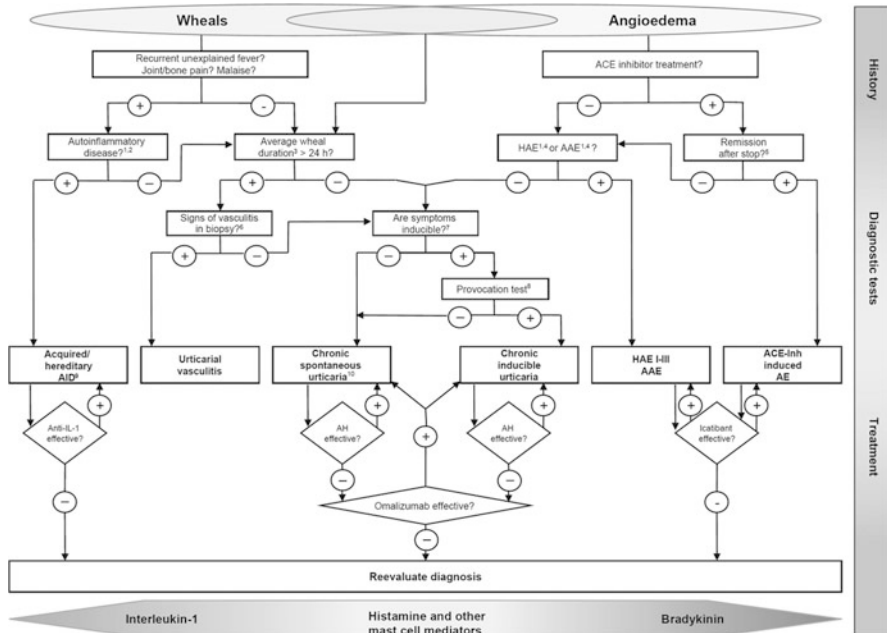 Wheals
Angioedema
Recurrent unexplained fever?
Joint/bone pain? Malaise?
ACE inhibitor treatment?
+
-
−
+
Autoinflammatory
disease?1,2
Average wheal
duration3 > 24 h?
HAE1,4 or AAE1,4 ?
Remission
after stop?5
+
−
+
−
−
+
−
+
Signs of vasculitis
in biopsy?6
Are symptoms
inducible?7
+
−
−
+
Provocation test8
−
+
Acquired/
hereditary
AID9
Urticarial
vasculitis
Chronic
spontaneous
urticaria10
Chronic
inducible
urticaria
HAE I-III
AAE
ACE-Inh
induced
AE
+
+
+
+
+
Anti-IL-1
effective?
AH
effective?
+
AH
effective?
Icatibant
effective?
−
−
−
-
Omalizumab effective?
−
Reevaluate diagnosis
Interleukin-1
Histamine and other
mast cell mediators
Bradykinin
History
Diagnostic tests
Treatment